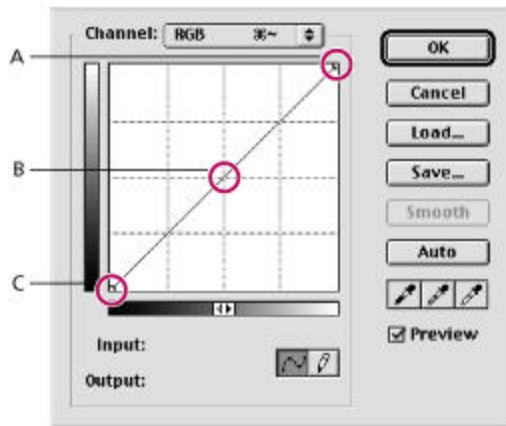 Channel: RGB ⌘~
A
B
C
Input:
Output:
OK
Cancel
Load...
Save...
Smooth
Auto
Preview